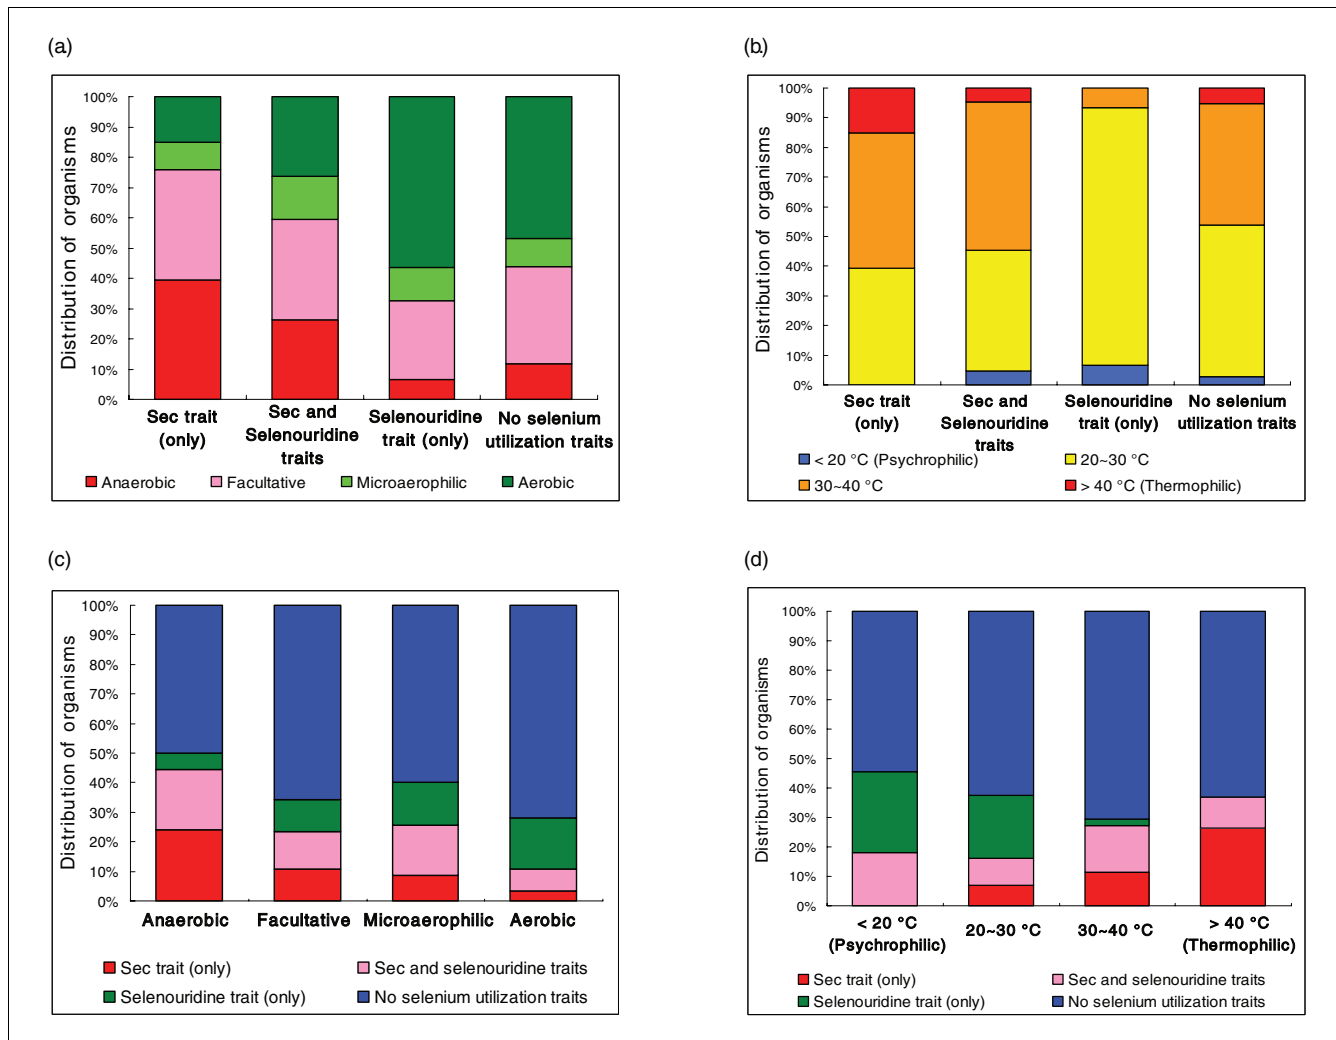 (a)
Distribution of organisms
100%
90%
80%
70%
60%
50%
40%
30%
20%
10%
0%
Sec trait
(only)
Sec and
Selenouridine
traits
Selenouridine
trait (only)
No selenium
utilization traits
Anaerobic
Facultative
Microaerophilic
Aerobic
(b)
Distribution of organisms
100%
90%
80%
70%
60%
50%
40%
30%
20%
10%
0%
Sec trait
(only)
Sec and
Selenouridine
traits
Selenouridine
trait (only)
No selenium
utilization traits
< 20 °C (Psychrophilic)
20~30 °C
30~40 °C
> 40 °C (Thermophilic)
(c)
Distribution of organisms
100%
90%
80%
70%
60%
50%
40%
30%
20%
10%
0%
Anaerobic
Facultative
Microaerophilic
Aerobic
Sec trait (only)
Sec and selenouridine traits
Selenouridine trait (only)
No selenium utilization traits
(d)
Distribution of organisms
100%
90%
80%
70%
60%
50%
40%
30%
20%
10%
0%
< 20 °C
(Psychrophilic)
20~30 °C
30~40 °C
> 40 °C
(Thermophilic)
Sec trait (only)
Sec and selenouridine traits
Selenouridine trait (only)
No selenium utilization traits